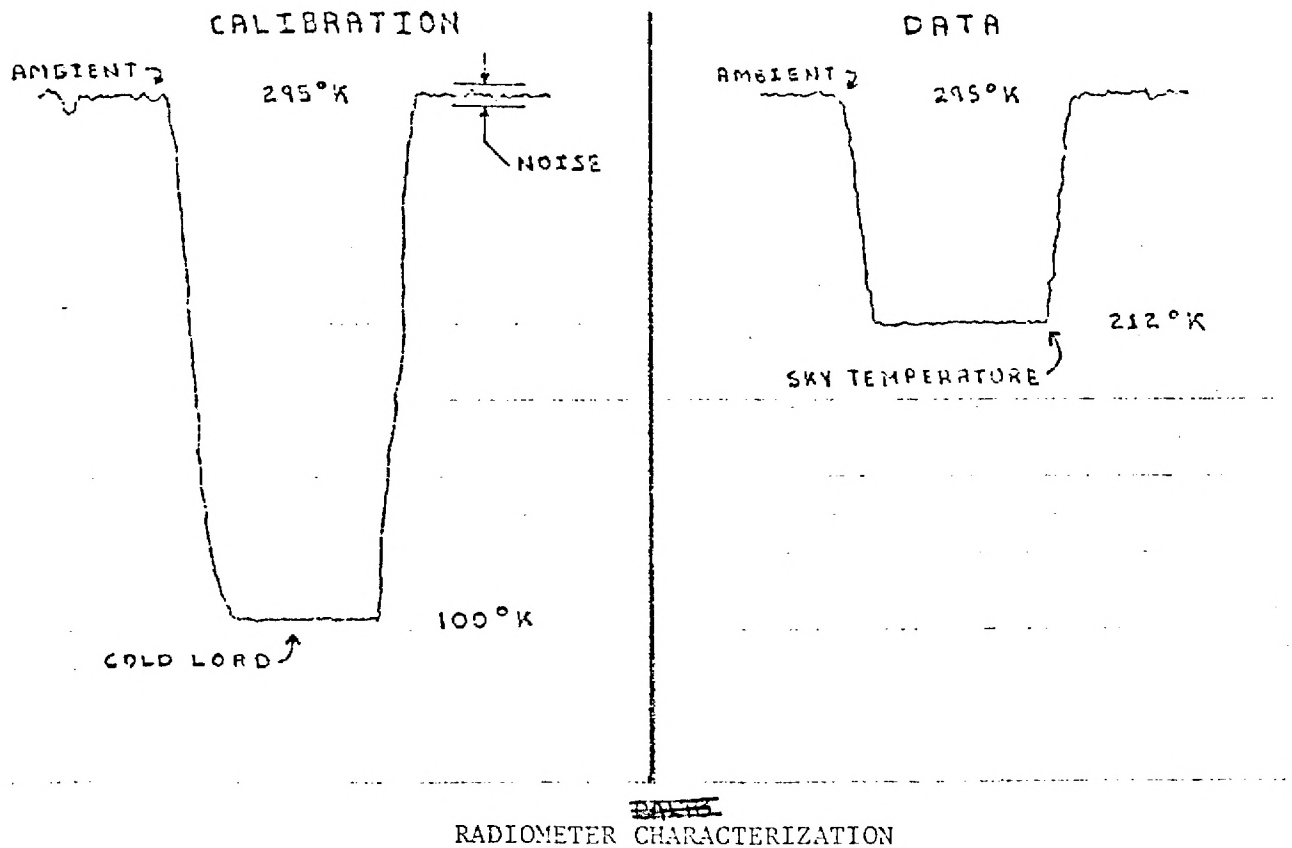 CALIBRATION
AMBIENT
295°K
NOISE
100°K
COLD LOAD
DATA
AMBIENT
295°K
212°K
SKY TEMPERATURE
RADIOMETER CHARACTERIZATION